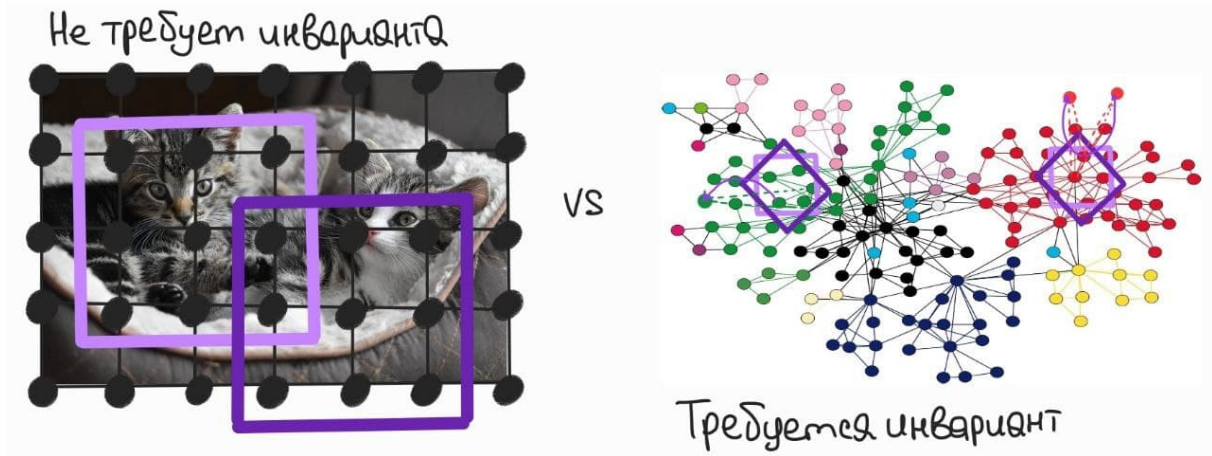 Не требует инварианта
VS
Требуется инвариант